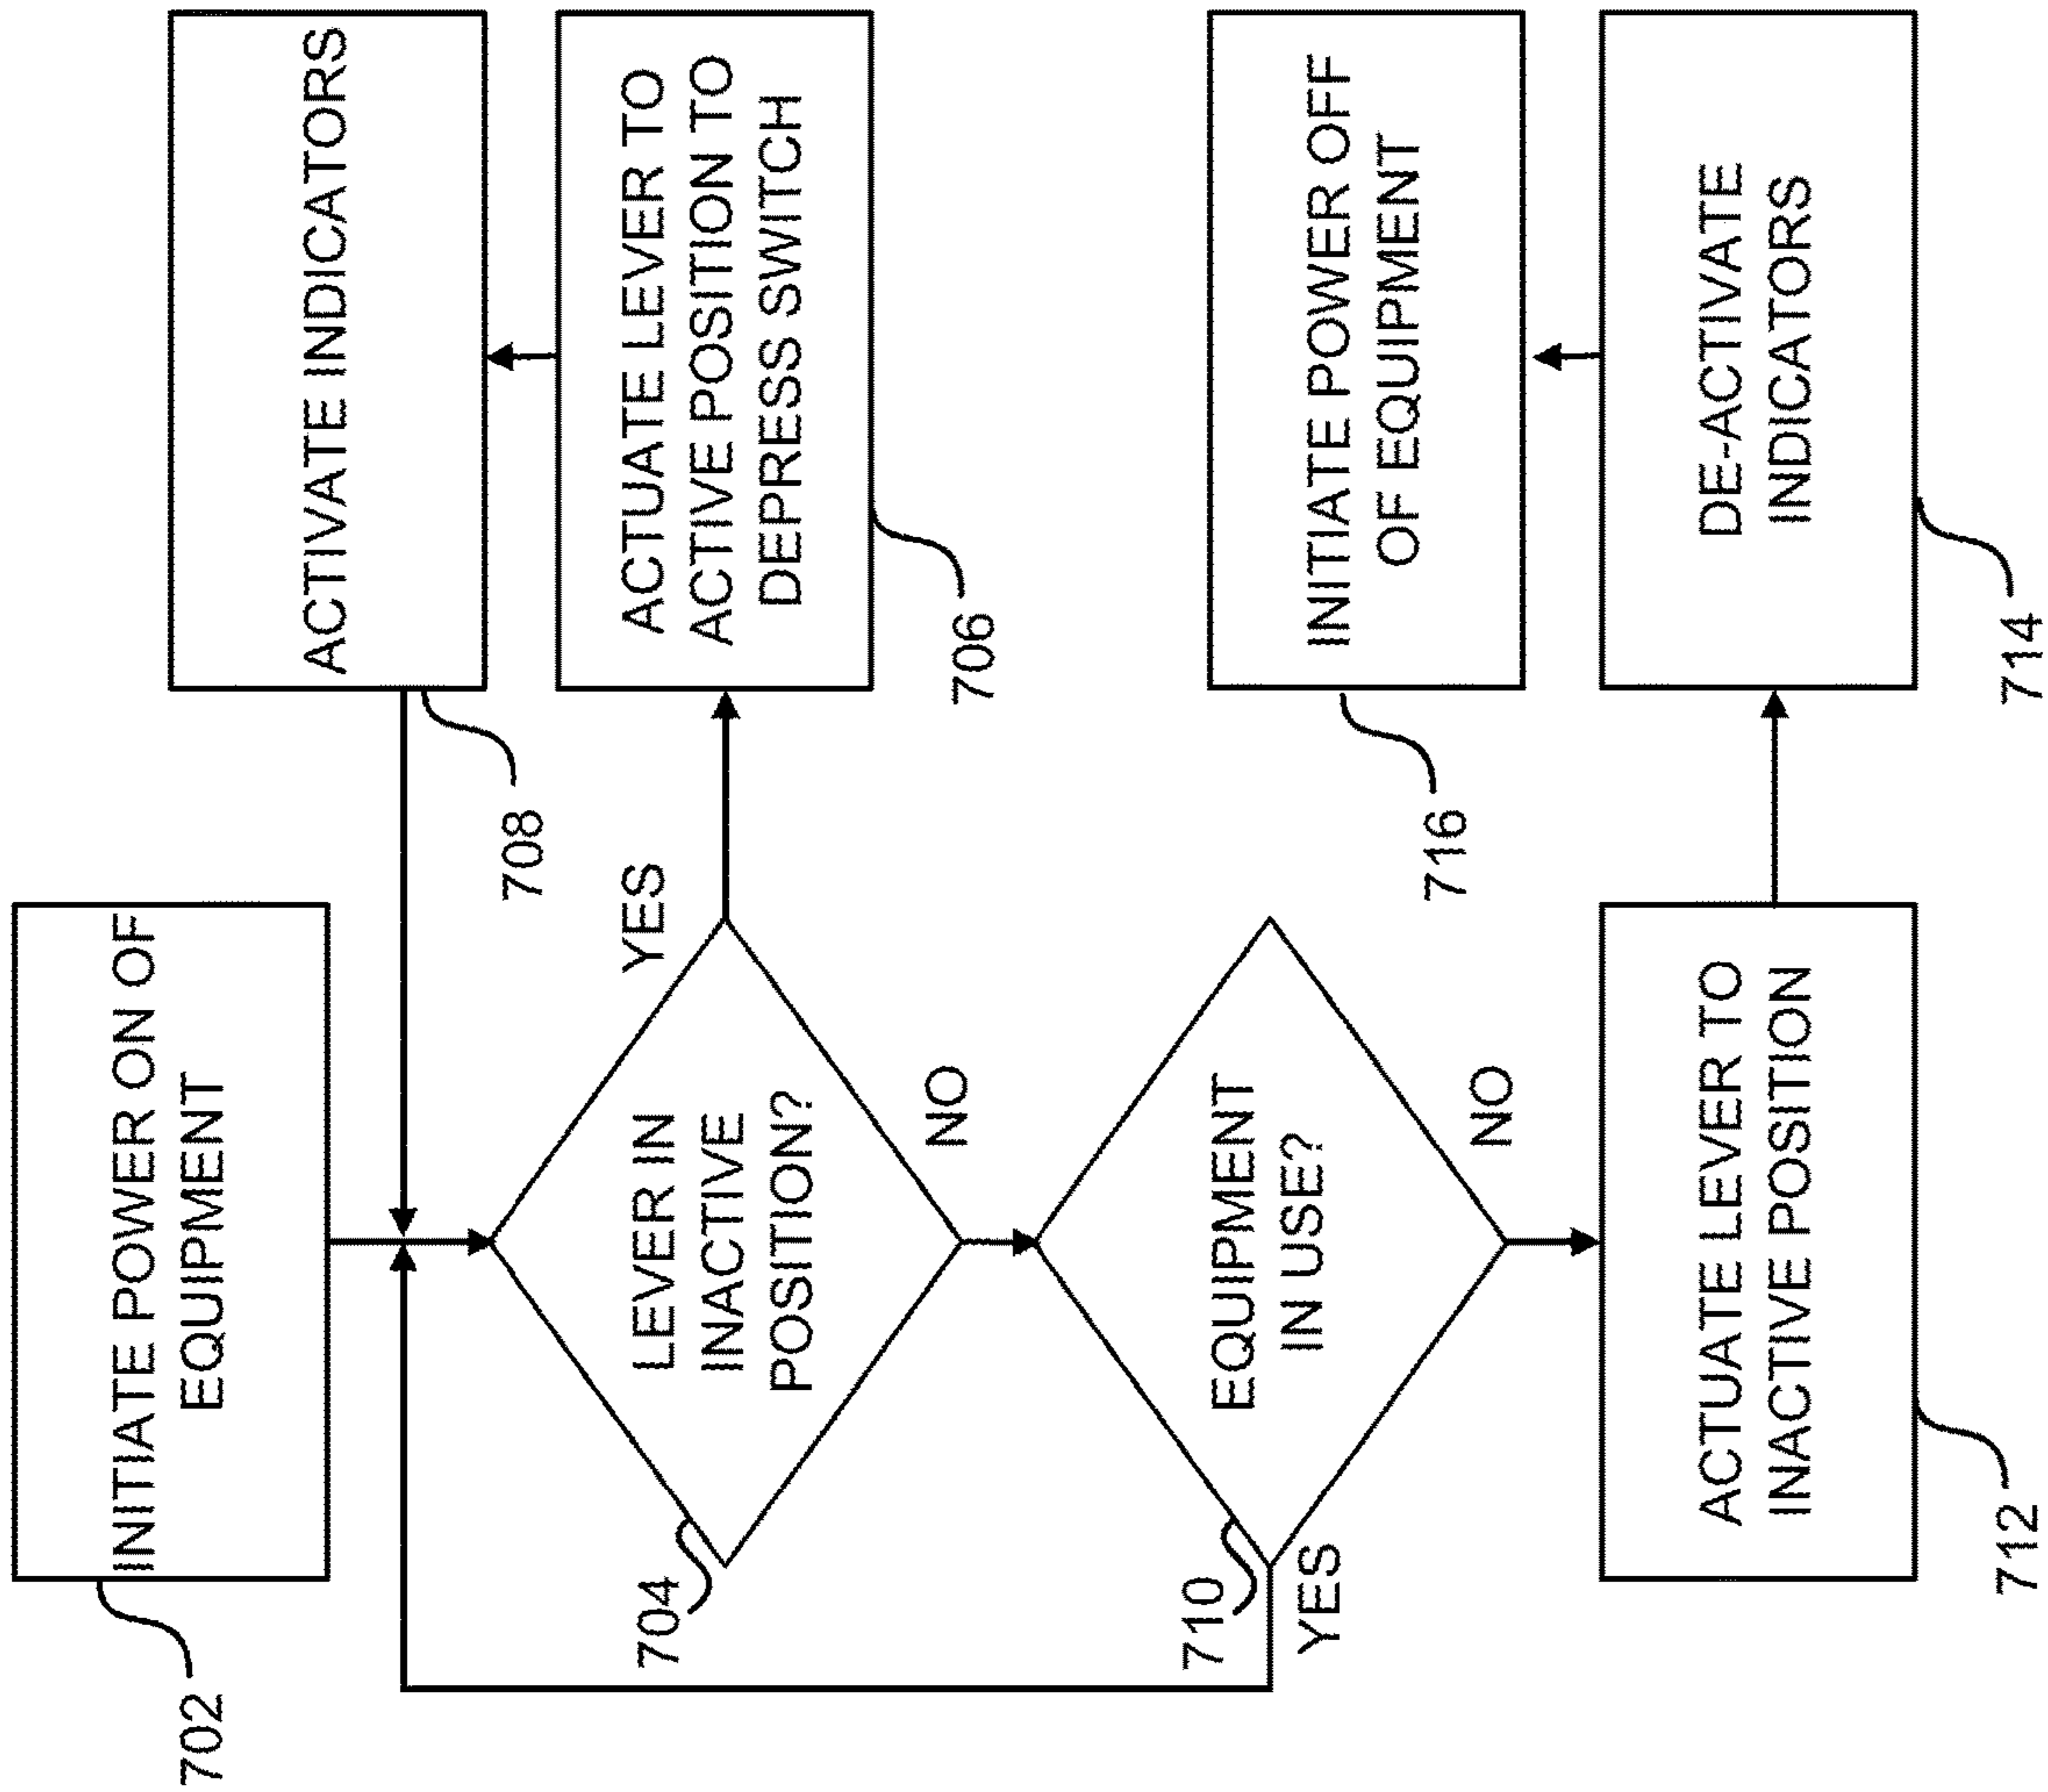 702
INITIATE POWER ON OF
EQUIPMENT
704
LEVER IN
INACTIVE
POSITION?
YES
NO
706
ACTUATE LEVER TO
ACTIVE POSITION TO
DEPRESS SWITCH
708
ACTIVATE INDICATORS
710
EQUIPMENT
IN USE?
YES
NO
712
ACTUATE LEVER TO
INACTIVE POSITION
714
DE-ACTIVATE
INDICATORS
716
INITIATE POWER OFF
OF EQUIPMENT